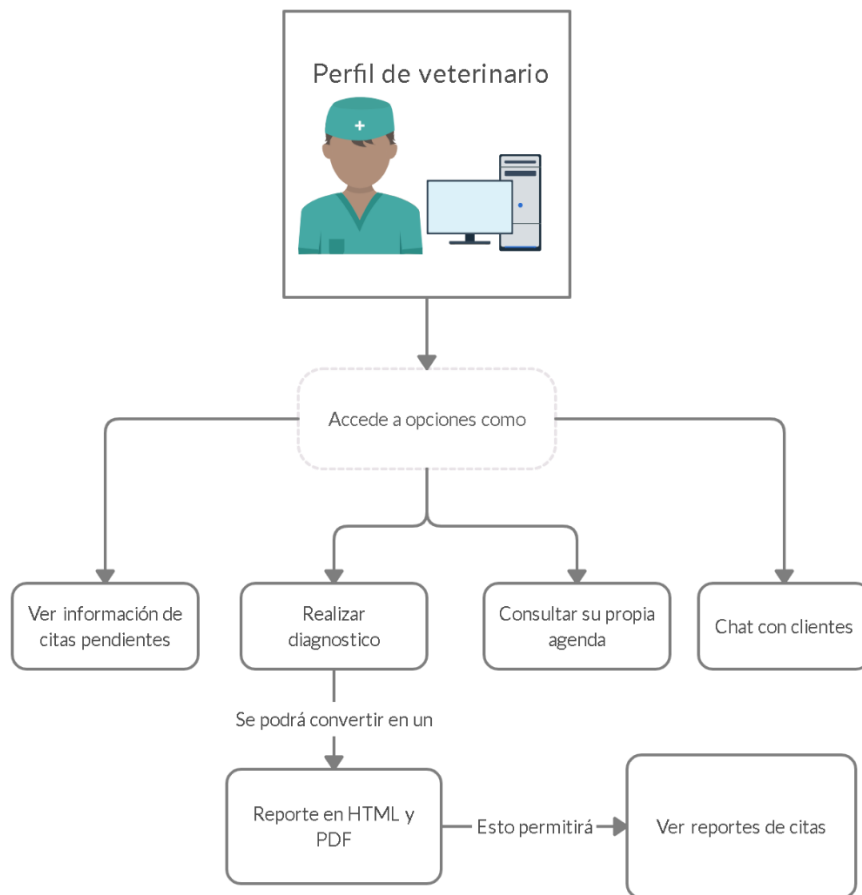 Perfil de veterinario
Accede a opciones como
Ver información de
citas pendientes
Realizar
diagnostico
Consultar su propia
agenda
Chat con clientes
Se podrá convertir en un
Reporte en HTML y
PDF
Esto permitirá
Ver reportes de citas